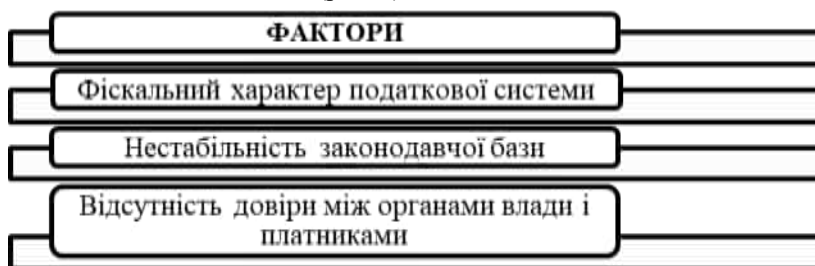 ФАКТОРИ
Фіскальний характер податкової системи
Нестабільність законодавчої бази
Відсутність довіри між органами влади і
платниками